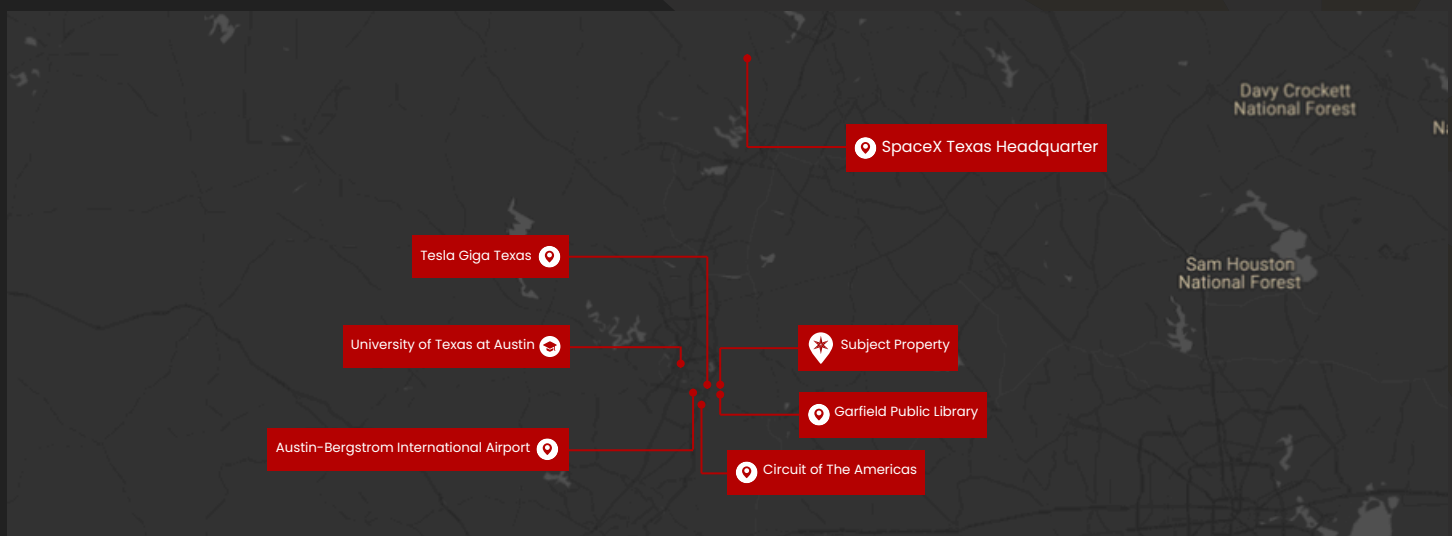 Davy Crockett
National Forest
SpaceX Texas Headquarter
Tesla Giga Texas
Sam Houston
National Forest
University of Texas at Austin
Subject Property
Garfield Public Library
Austin-Bergstrom International Airport
Circuit of The Americas